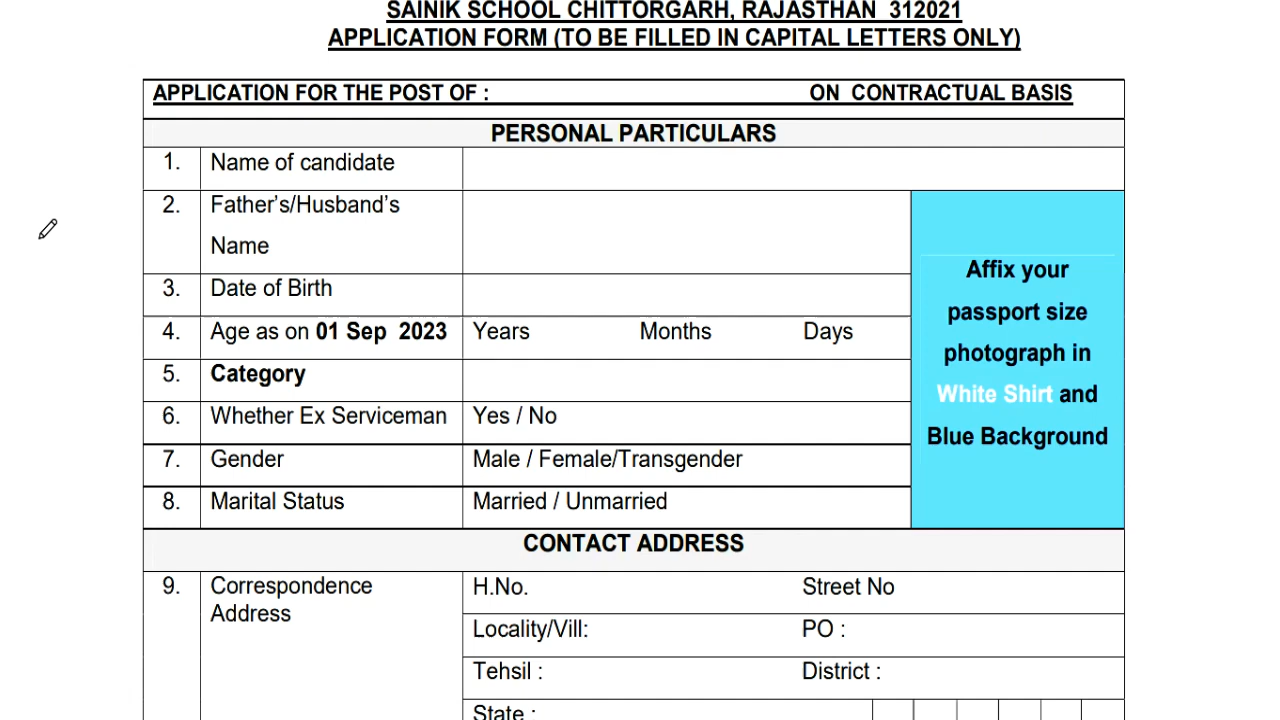 SAINIK SCHOOL CHITTORGARH, RAJASTHAN 312021
APPLICATION FORM (TO BE FILLED IN CAPITAL LETTERS ONLY)
APPLICATION FOR THE POST OF : ON CONTRACTUAL BASIS
PERSONAL PARTICULARS
1. Name of candidate
2. Father's/Husband's
Name
3. Date of Birth
4. Age as on 01 Sep 2023 Years Months Days
5. Category
6. Whether Ex Serviceman Yes / No
7. Gender Male / Female/Transgender
8. Marital Status Married / Unmarried
Affix your
passport size
photograph in
White Shirt and
Blue Background
CONTACT ADDRESS
9. Correspondence
Address
H.No. Street No
Locality/Vill: PO :
Tehsil : District :
State :